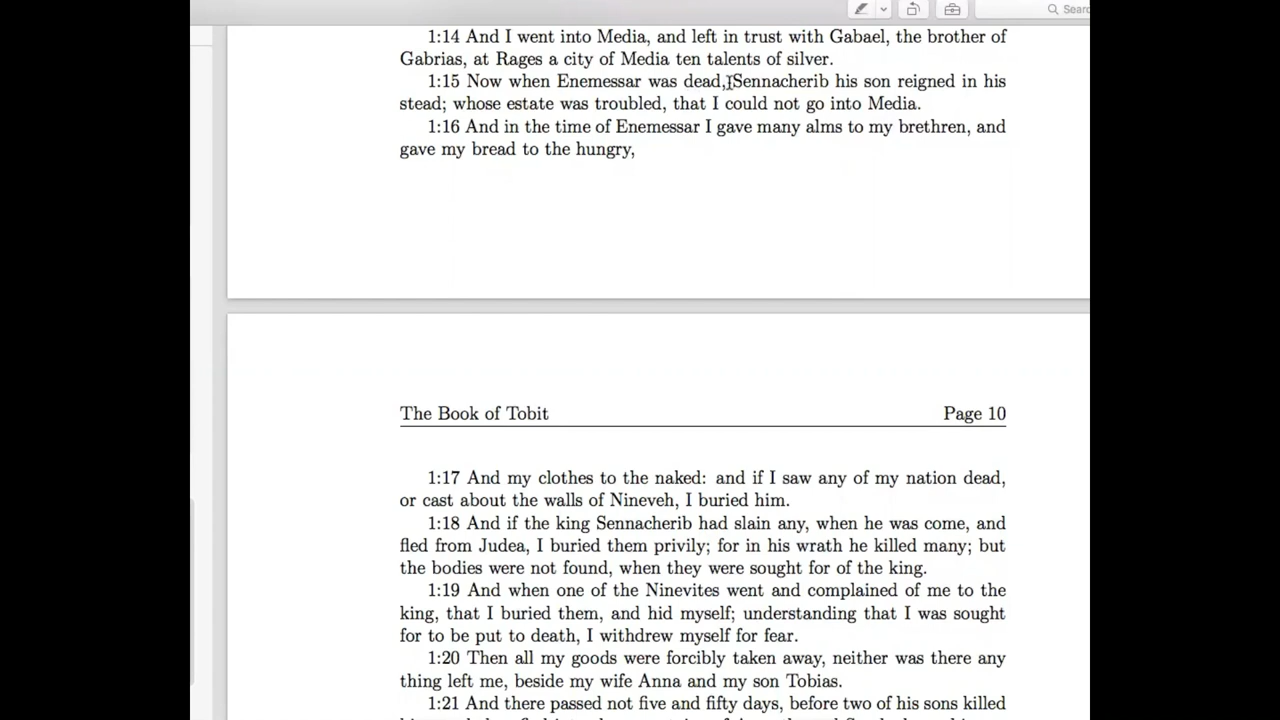 Searc
1:14 And I went into Media, and left in trust with Gabael, the brother of
Gabrias, at Rages a city of Media ten talents of silver.
1:15 Now when Enemessar was dead, Sennacherib his son reigned in his
stead; whose estate was troubled, that I could not go into Media.
1:16 And in the time of Enemessar I gave many alms to my brethren, and
gave my bread to the hungry,
The Book of Tobit Page 10
1:17 And my clothes to the naked: and if I saw any of my nation dead,
or cast about the walls of Nineveh, I buried him.
1:18 And if the king Sennacherib had slain any, when he was come, and
fled from Judea, I buried them privily; for in his wrath he killed many; but
the bodies were not found, when they were sought for of the king.
1:19 And when one of the Ninevites went and complained of me to the
king, that I buried them, and hid myself; understanding that I was sought
for to be put to death, I withdrew myself for fear.
1:20 Then all my goods were forcibly taken away, neither was there any
thing left me, beside my wife Anna and my son Tobias.
1:21 And there passed not five and fifty days, before two of his sons killed